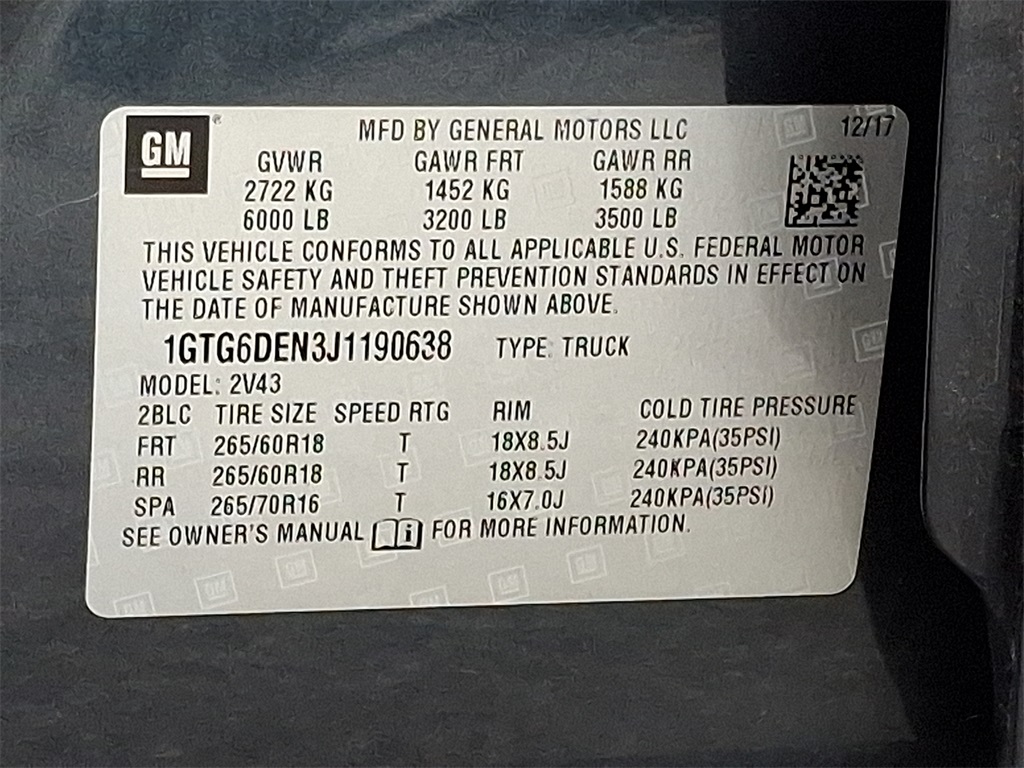 GM
MFD BY GENERAL MOTORS LLC 12/17
GVWR GAWR FRT GAWR RR
2722 KG 1452 KG 1588 KG
6000 LB 3200 LB 3500 LB
THIS VEHICLE CONFORMS TO ALL APPLICABLE U.S. FEDERAL MOTOR
VEHICLE SAFETY AND THEFT PREVENTION STANDARDS IN EFFECT ON
THE DATE OF MANUFACTURE SHOWN ABOVE.
1GTG6DEN3J1190638 TYPE: TRUCK
MODEL: 2V43
2BLC TIRE SIZE SPEED RTG RIM COLD TIRE PRESSURE
FRT 265/60R18 T 18X8.5J 240KPA(35PSI)
RR 265/60R18 T 18X8.5J 240KPA(35PSI)
SPA 265/70R16 T 16X7.0J 240KPA(35PSI)
SEE OWNER'S MANUAL i FOR MORE INFORMATION.